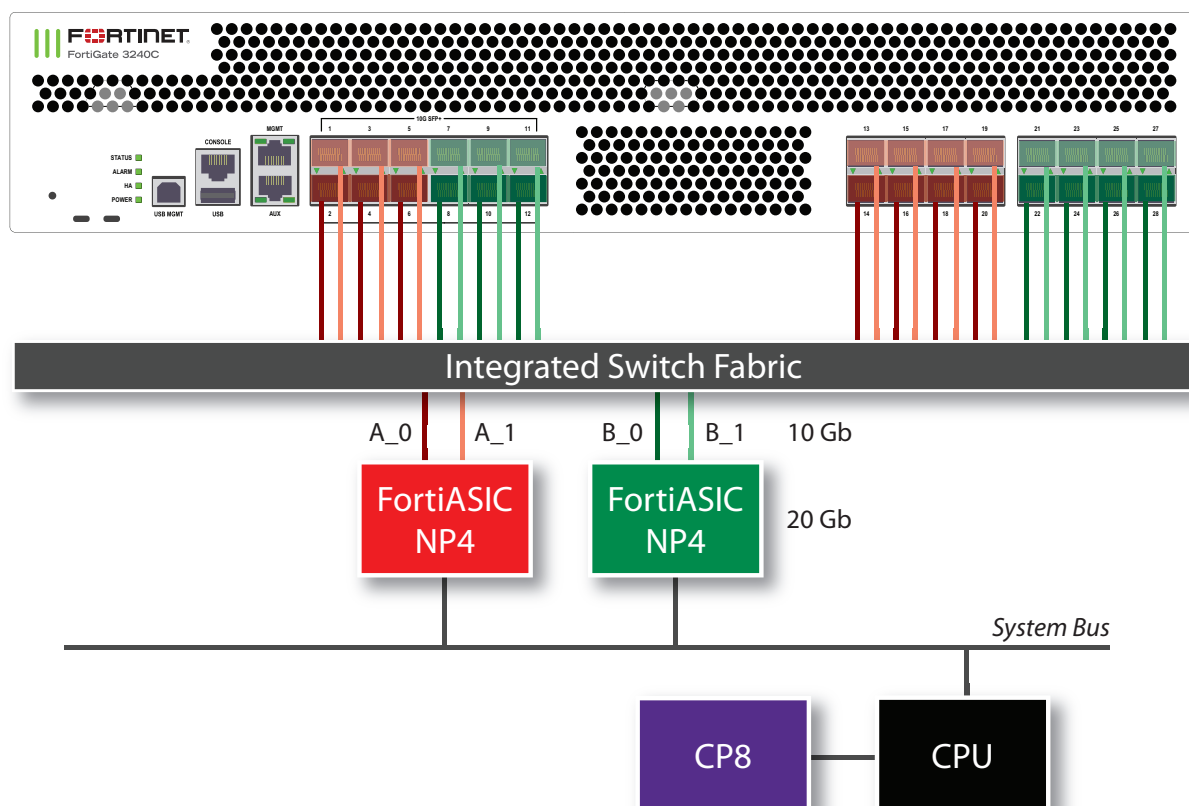 FORTINET
FortiGate 3240C
10G SFP+
1 3 5 7 9 11
13 15 17 19
21 23 25 27
MGMT
CONSOLE
STATUS
ALARM
HA
POWER
USB MGMT
USB
AUX
2 4 6 8 10 12
14 16 18 20
22 24 26 28
Integrated Switch Fabric
A_0 A_1 B_0 B_1 10 Gb
FortiASIC
NP4
FortiASIC
NP4
20 Gb
System Bus
CP8
CPU